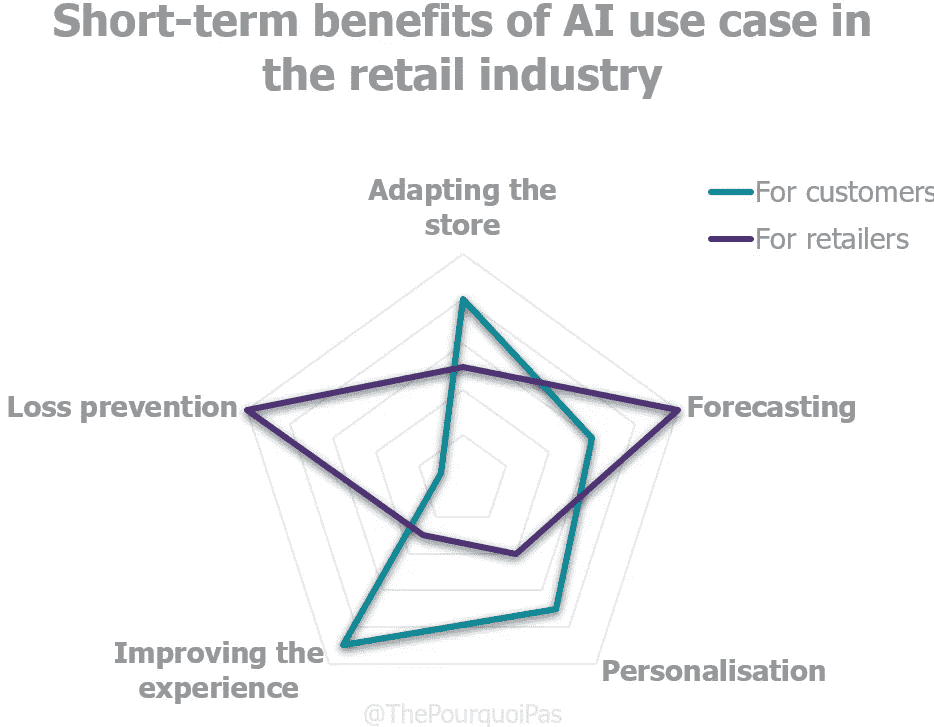 Short-term benefits of AI use case in
the retail industry
Adapting the
store
For customers
For retailers
Loss prevention
Forecasting
Improving the
experience
Personalisation
@ThePourquoiPas